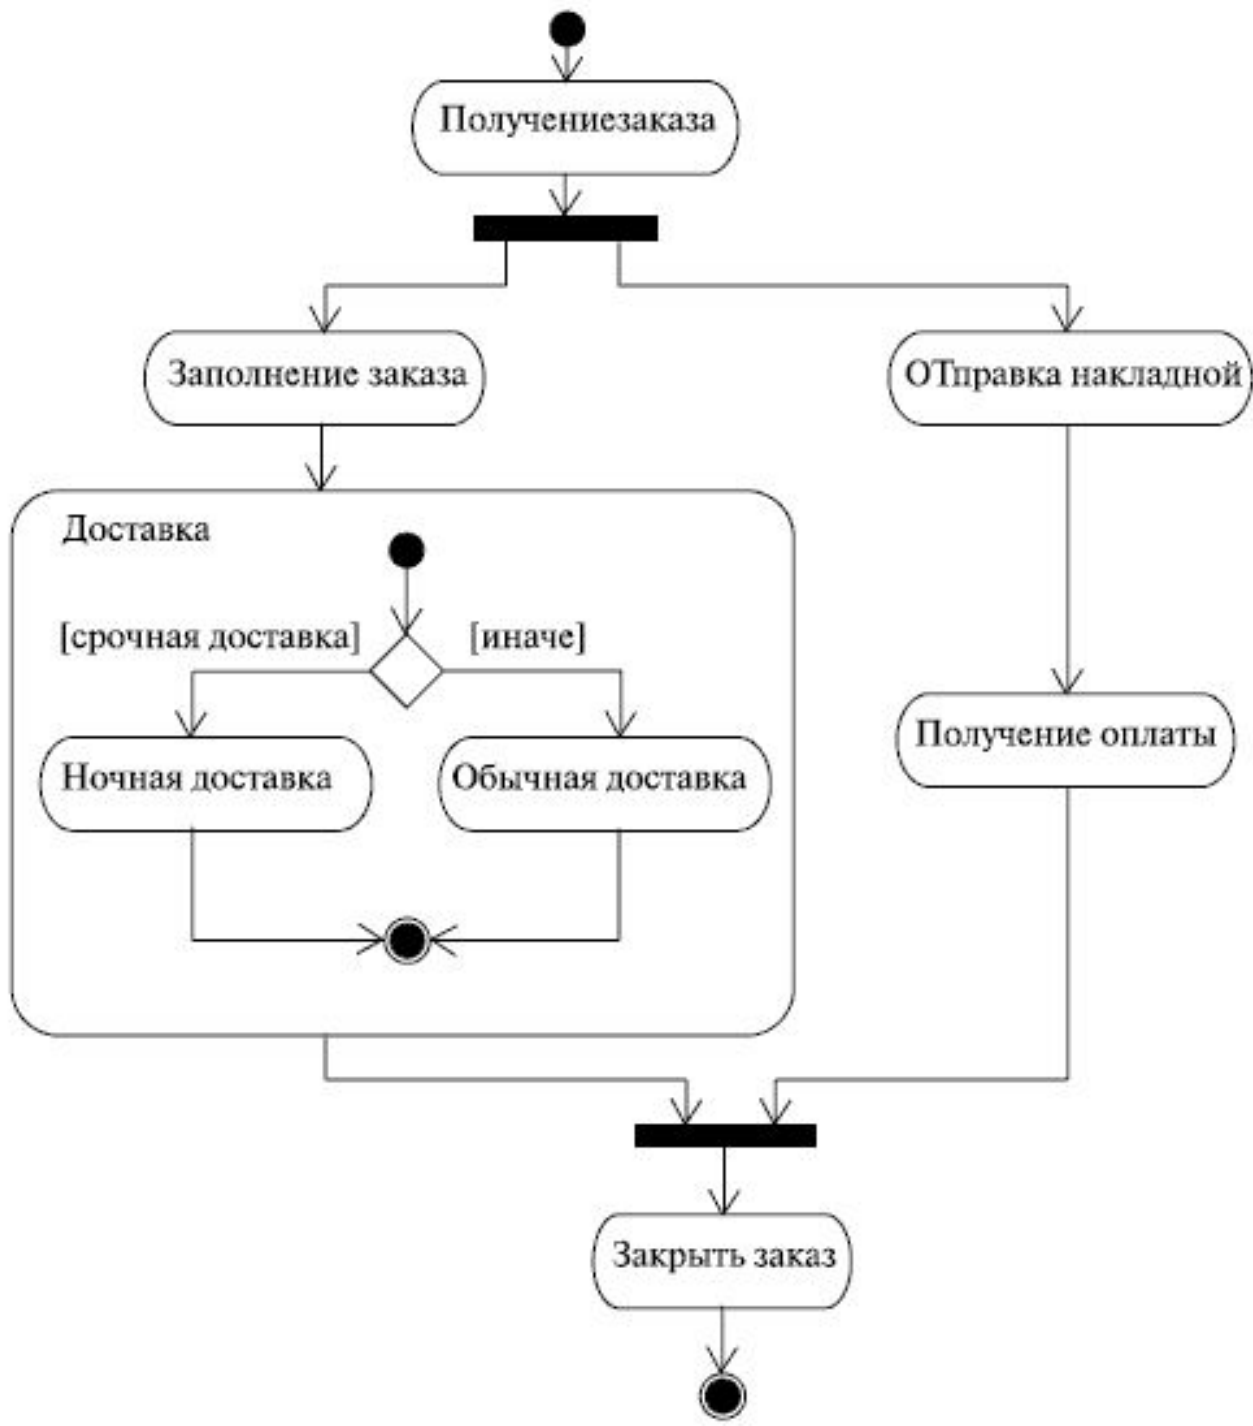 Получениезаказа
Заполнение заказа
ОТправка накладной
Доставка
[срочная доставка]
[иначе]
Получение оплаты
Ночная доставка
Обычная доставка
Закрыть заказ